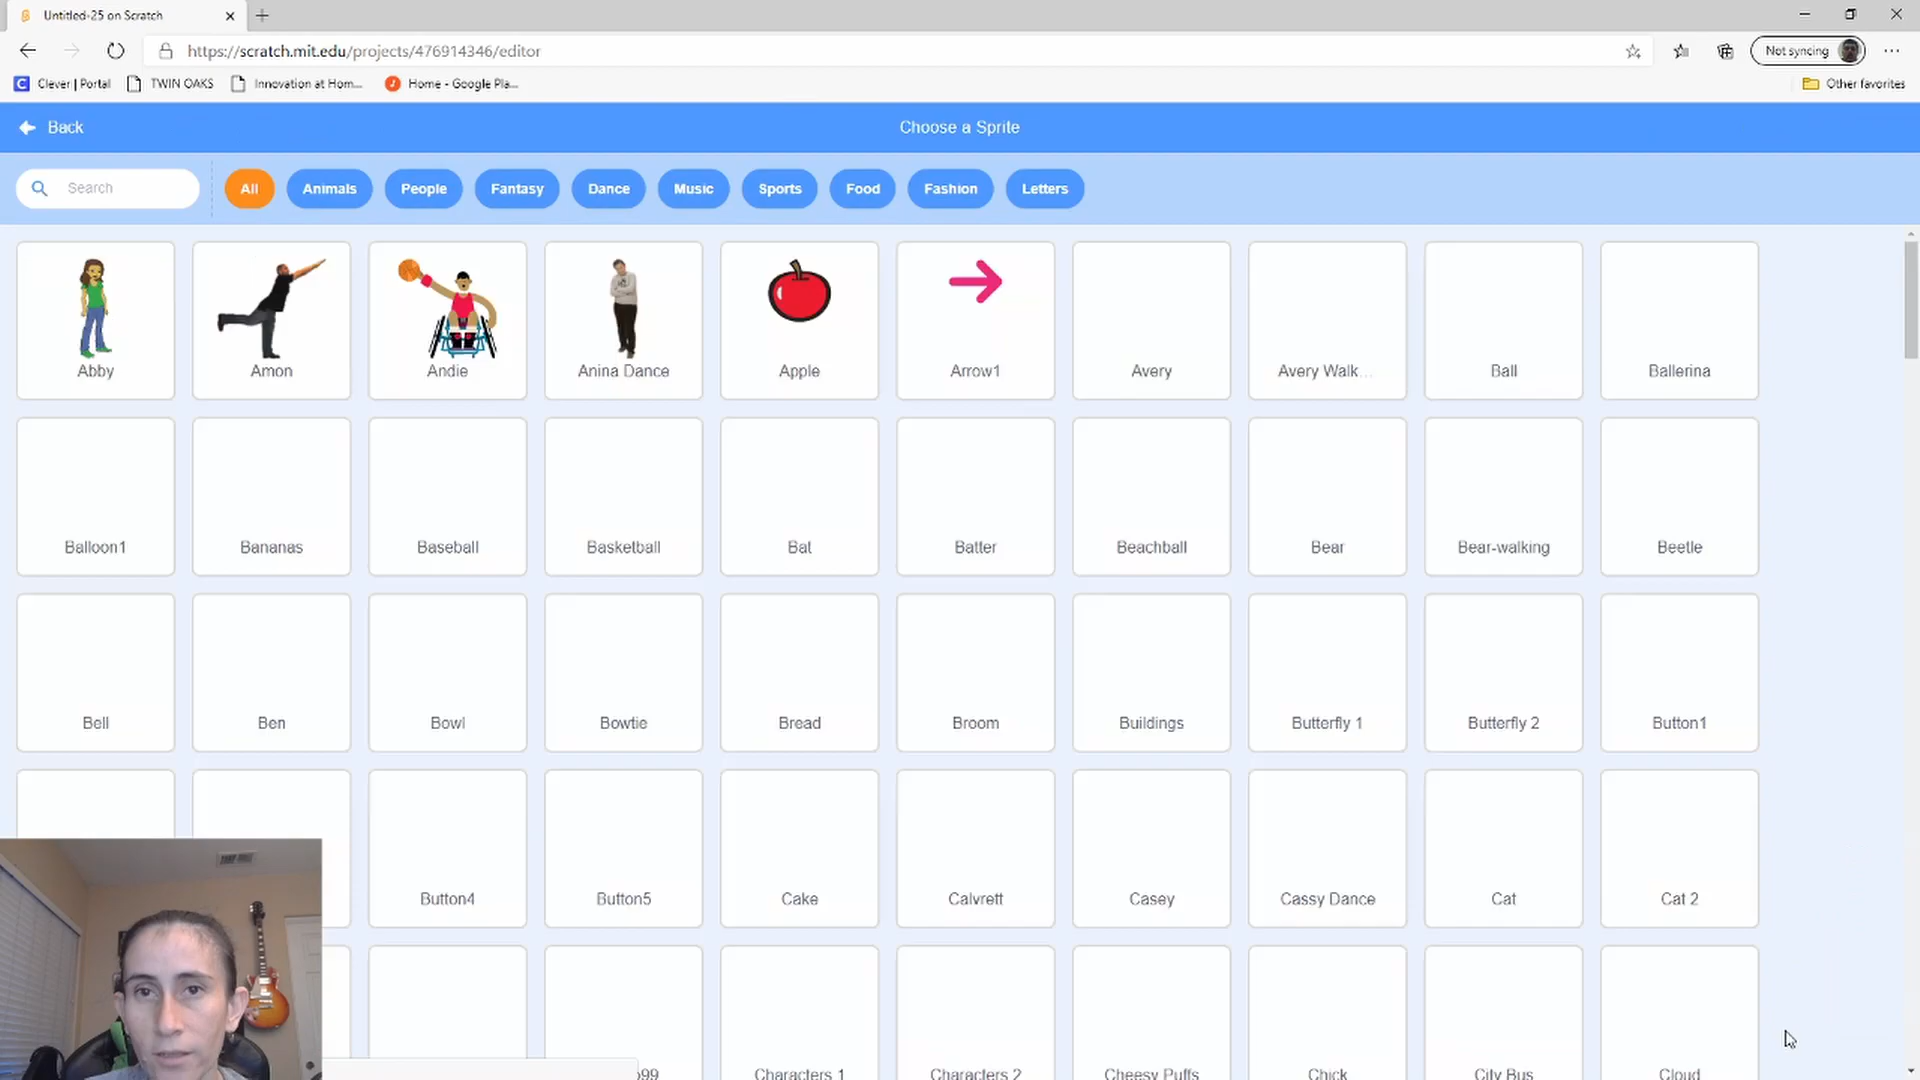 Untitled-25 on Scratch
https://scratch.mit.edu/projects/476914346/editor
Not syncing
Clever | Portal
TWIN OAKS
Innovation at Hom...
Home - Google Pla...
Other favorites
Back
Choose a Sprite
Search
All
Animals
People
Fantasy
Dance
Music
Sports
Food
Fashion
Letters
Abby
Amon
Andie
Anina Dance
Apple
Arrow1
Avery
Avery Walk...
Ball
Ballerina
Balloon1
Bananas
Baseball
Basketball
Bat
Batter
Beachball
Bear
Bear-walking
Beetle
Bell
Ben
Bowl
Bowtie
Bread
Broom
Buildings
Butterfly 1
Butterfly 2
Button1
Button4
Button5
Cake
Calvrett
Casey
Cassy Dance
Cat
Cat 2
Characters 1
Characters 2
Cheesy Puffs
Chick
City Bus
Cloud